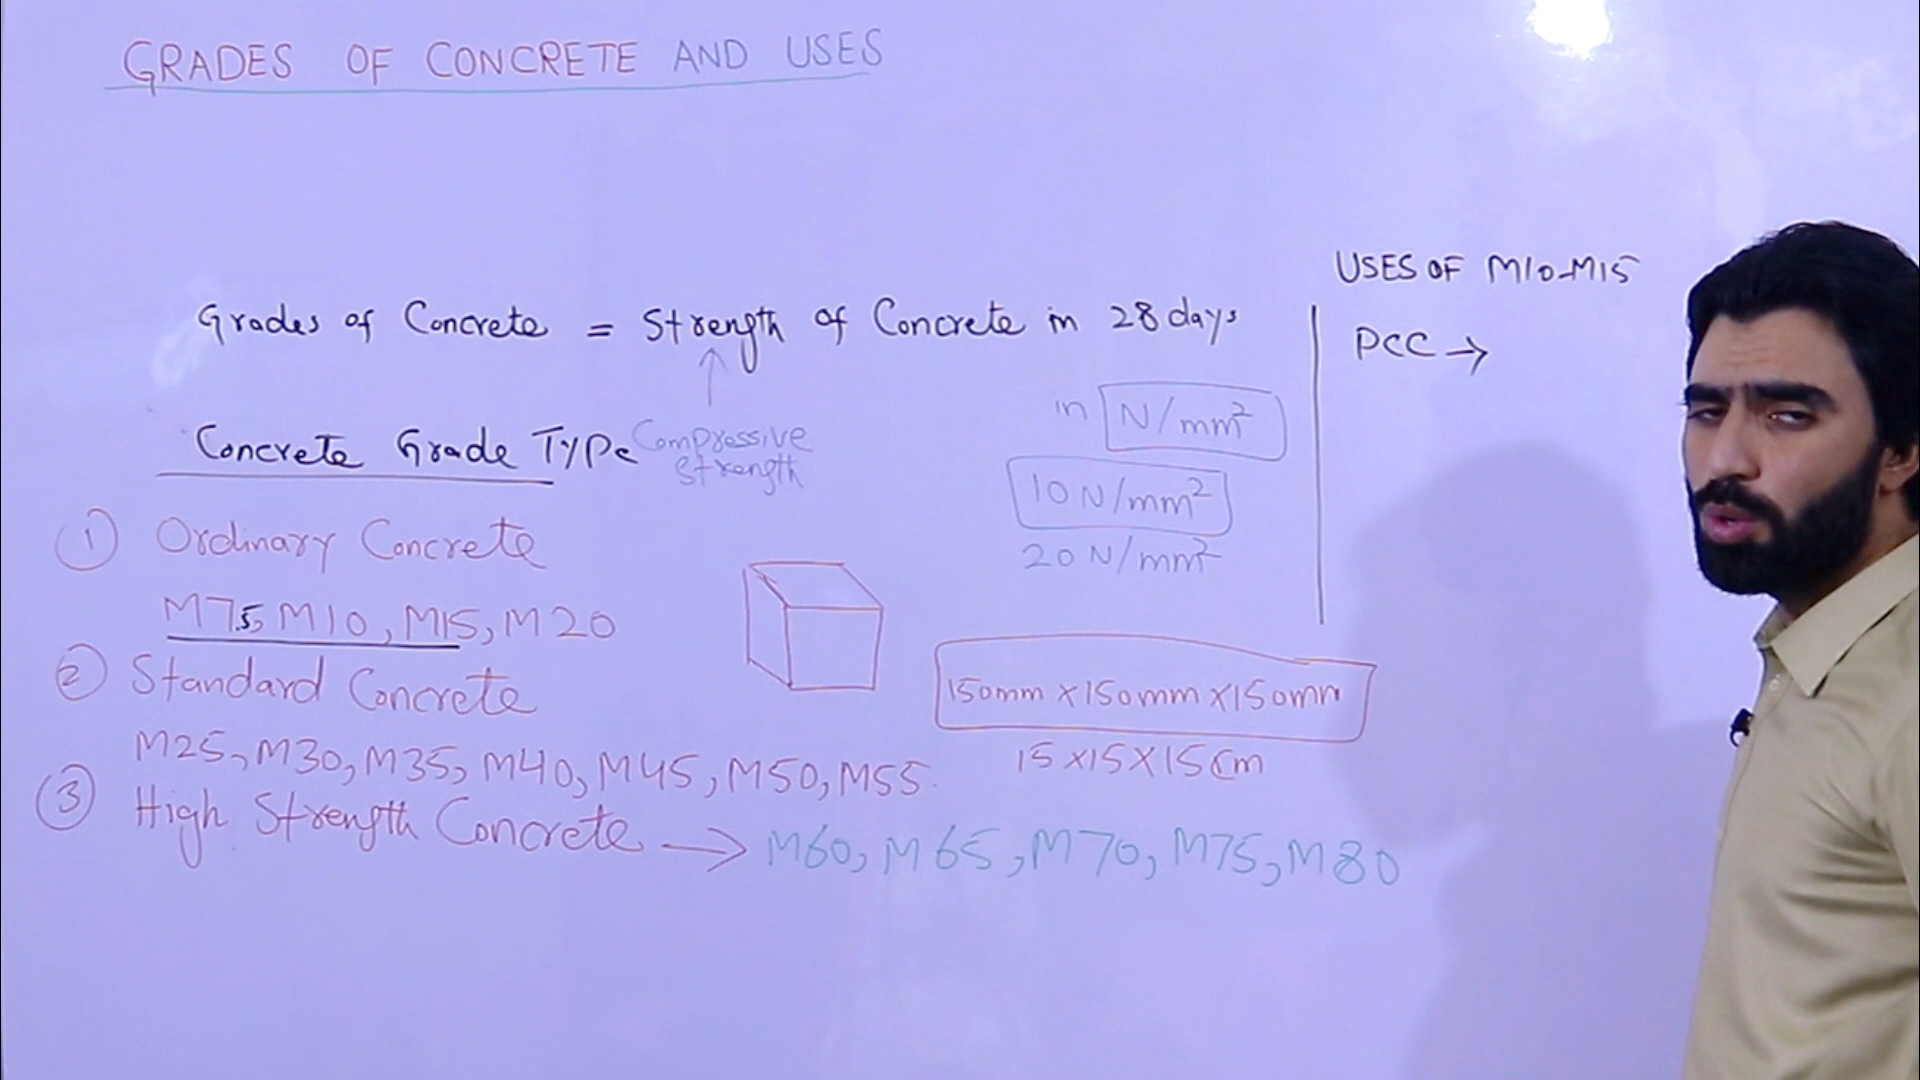 GRADES OF CONCRETE AND USES
Grades of Concrete = Strength of Concrete in 28 days
Compressive
Strength
in N/mm²
10 N/mm²
20 N/mm²
Concrete Grade Type
① Ordinary Concrete
M7.5, M10, M15, M20
② Standard Concrete
M25, M30, M35, M40, M45, M50, M55
③ High Strength Concrete → M60, M65, M70, M75, M80
150mm x 150mm x 150mm
15 x 15 x 15 cm
USES OF M10-M15
PCC →